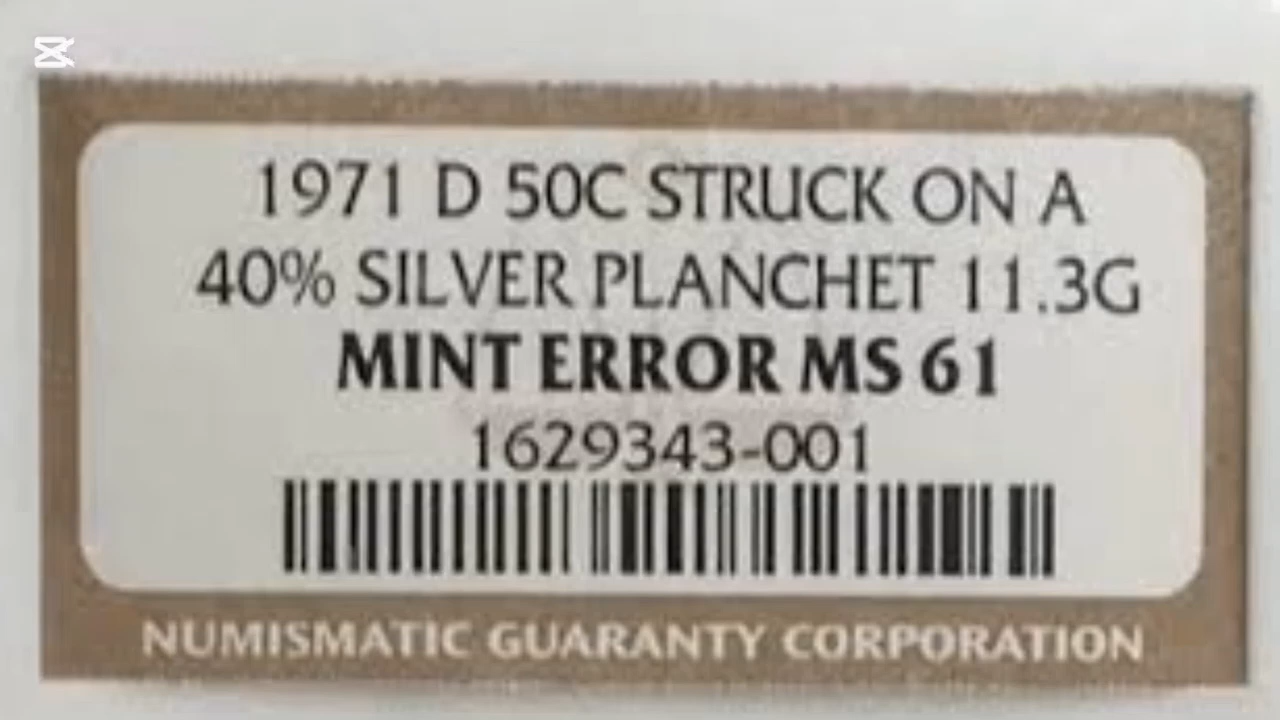 1971 D 50C STRUCK ON A
40% SILVER PLANCHET 11.3G
MINT ERROR MS 61
1629343-001
NUMISMATIC GUARANTY CORPORATION